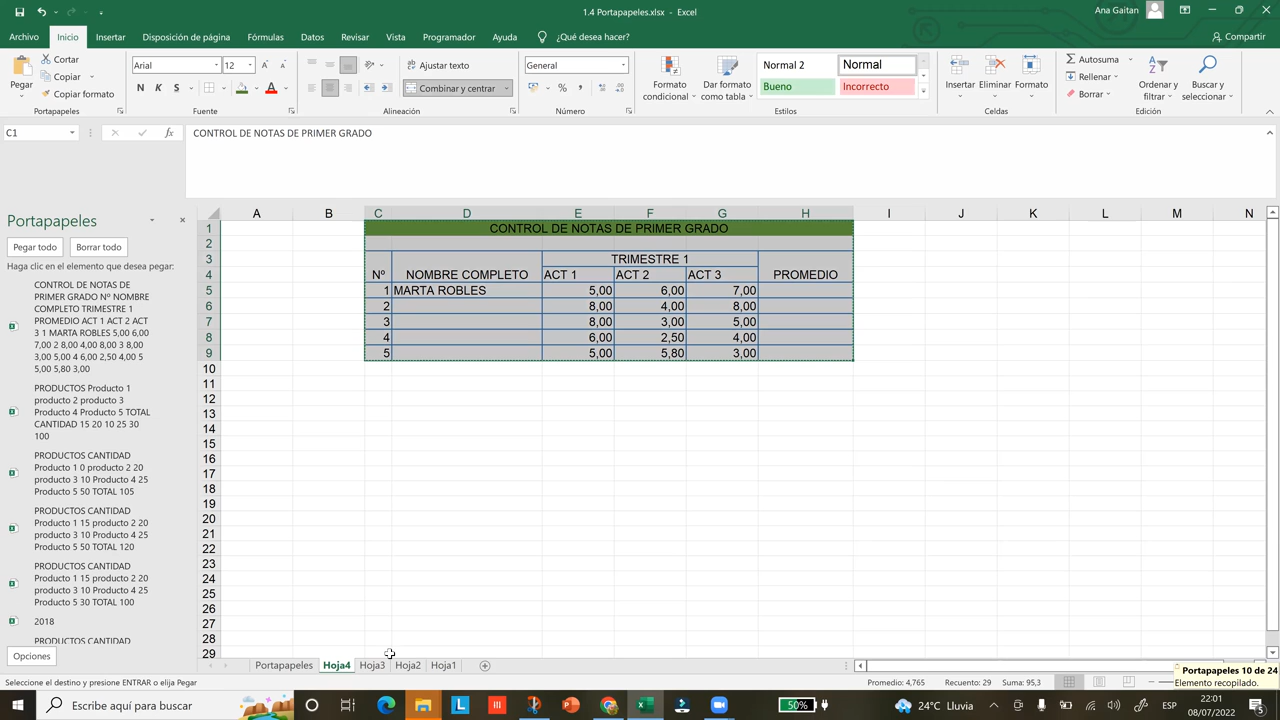 1.4 Portapapeles.xlsx - Excel
Ana Gaitan
Archivo Inicio Insertar Disposición de página Fórmulas Datos Revisar Vista Programador Ayuda ¿Qué desea hacer? Compartir
Pegar
Cortar
Copiar
Copiar formato
Portapapeles
Arial 12
N K S
Fuente
Ajustar texto
Combinar y centrar
Alineación
General
Número
Formato condicional
Dar formato como tabla
Normal 2 Normal
Bueno Incorrecto
Estilos
Insertar Eliminar Formato
Celdas
Autosuma
Rellenar
Borrar
Ordenar y filtrar
Buscar y seleccionar
Edición
C1 fx CONTROL DE NOTAS DE PRIMER GRADO
Portapapeles
Pegar todo Borrar todo
Haga clic en el elemento que desea pegar:
CONTROL DE NOTAS DE
PRIMER GRADO Nº NOMBRE
COMPLETO TRIMESTRE 1
PROMEDIO ACT 1 ACT 2 ACT
3 1 MARTA ROBLES 5,00 6,00
7,00 2 8,00 4,00 8,00 3 8,00
3,00 5,00 4 6,00 2,50 4,00 5
5,00 5,80 3,00
PRODUCTOS Producto 1
producto 2 producto 3
Producto 4 Producto 5 TOTAL
CANTIDAD 15 20 10 25 30
100
PRODUCTOS CANTIDAD
Producto 1 0 producto 2 20
producto 3 10 Producto 4 25
Producto 5 50 TOTAL 105
PRODUCTOS CANTIDAD
Producto 1 15 producto 2 20
producto 3 10 Producto 4 25
Producto 5 50 TOTAL 120
PRODUCTOS CANTIDAD
Producto 1 15 producto 2 20
producto 3 10 Producto 4 25
Producto 5 30 TOTAL 100
2018
PRODUCTOS CANTIDAD
Opciones
A B C D E F G H I J K L M N
1 CONTROL DE NOTAS DE PRIMER GRADO
2
3 TRIMESTRE 1
4 Nº NOMBRE COMPLETO ACT 1 ACT 2 ACT 3 PROMEDIO
5 1 MARTA ROBLES 5,00 6,00 7,00
6 2 8,00 4,00 8,00
7 3 8,00 3,00 5,00
8 4 6,00 2,50 4,00
9 5 5,00 5,80 3,00
10
11
12
13
14
15
16
17
18
19
20
21
22
23
24
25
26
27
28
29
Portapapeles Hoja4 Hoja3 Hoja2 Hoja1
Seleccione el destino y presione ENTRAR o elija Pegar
Promedio: 4,765 Recuento: 29 Suma: 95,3
Portapapeles 10 de 24
Elemento recopilado.
Escribe aquí para buscar
50%
24°C Lluvia
ESP
22:01
08/07/2022